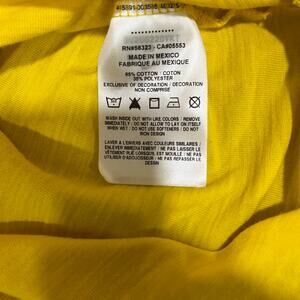 RN#56323 - CA#05553
MADE IN MEXICO
FABRIQUE AU MEXIQUE
65% COTTON / COTON
35% POLYESTER
EXCLUSIVE OF DECORATION / DECORATION
NON COMPRISE
WASH INSIDE OUT WITH LIKE COLORS / REMOVE
IMMEDIATELY / DO NOT ALLOW TO LAY ON ITSELF
WHEN WET / DO NOT USE SOFTENERS / DO NOT
IRON DESIGN
LAVER A L'ENVERS AVEC COULEURS SIMILAIRES
/ ENLEVER IMMEDIATEMENT / NE PAS LAISSER LE
VETEMENT PLIÉ LORSQU'IL EST HUMIDE / NE PAS
D'ADOUCISSEUR / NE PAS REPASSER LE
DESSIN